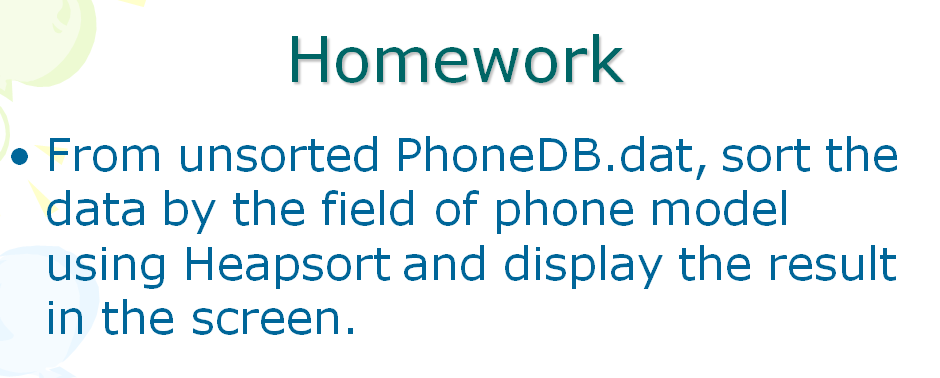 Homework
• From unsorted PhoneDB.dat, sort the
data by the field of phone model
using Heapsort and display the result
in the screen.